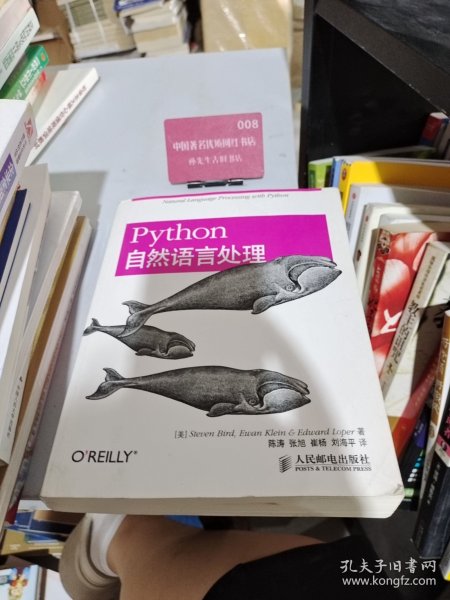 008
中国著名优质网红书店
孙先生古旧书店
Natural Language Processing with Python
Python
自然语言处理
[美] Steven Bird, Ewan Klein & Edward Loper 著
陈涛 张旭 崔杨 刘海平 译
O'REILLY®
人民邮电出版社
POSTS & TELECOM PRESS
孔夫子旧书网
www.kongfz.com